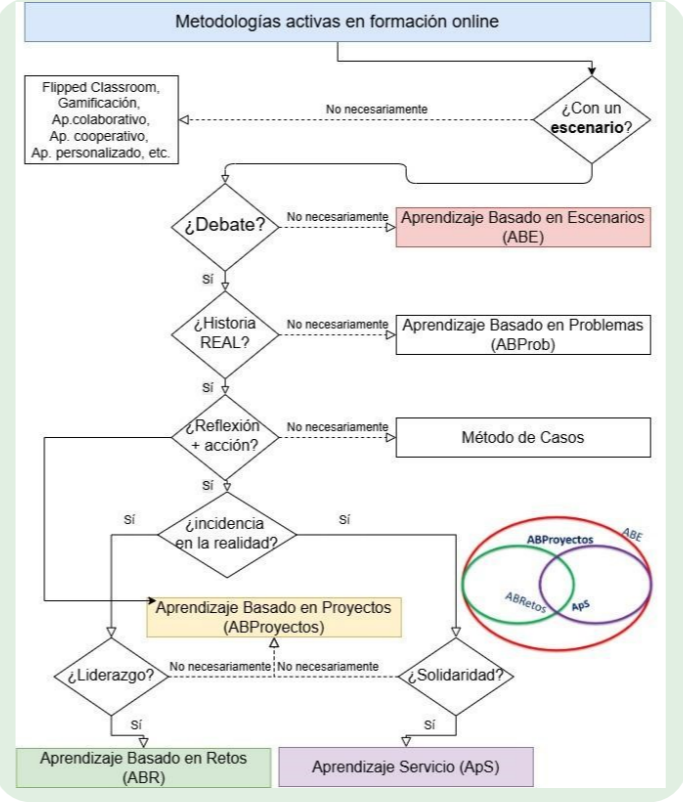 Metodologías activas en formación online
Flipped Classroom,
Gamificación,
Ap.colaborativo,
Ap. cooperativo,
Ap. personalizado, etc.
No necesariamente
¿Con un
escenario?
¿Debate?
No necesariamente
Aprendizaje Basado en Escenarios
(ABE)
Sí
¿Historia
REAL?
No necesariamente
Aprendizaje Basado en Problemas
(ABProb)
Sí
¿Reflexión
+ acción?
No necesariamente
Método de Casos
Sí
Sí
¿incidencia
en la realidad?
Sí
ABProyectos
ABE
ABRetos
ApS
Aprendizaje Basado en Proyectos
(ABProyectos)
¿Liderazgo?
No necesariamente
No necesariamente
¿Solidaridad?
Sí
Sí
Aprendizaje Basado en Retos
(ABR)
Aprendizaje Servicio (ApS)